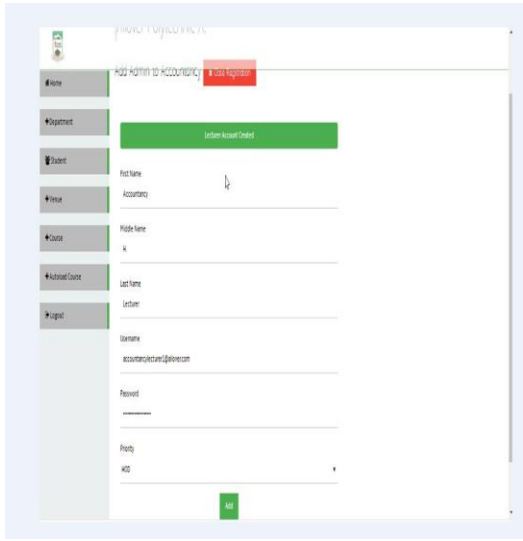 Add Admin to Accountancy
Close Registration
Home
Department
Student
Venue
Course
Autoload Course
Logout
Lecturer Account Created
First Name
Accountancy
Middle Name
H.
Last Name
Lecturer
Username
Password
Priority
HOD
Add